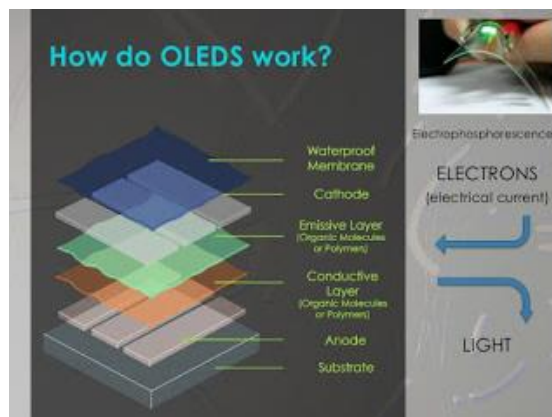 How do OLEDS work?
Waterproof
Membrane
Cathode
Emissive Layer
(Organic Molecules
or Polymers)
Conductive
Layer
(Organic Molecules
or Polymers)
Anode
Substrate
Electrophosphorescence
ELECTRONS
(electrical current)
LIGHT